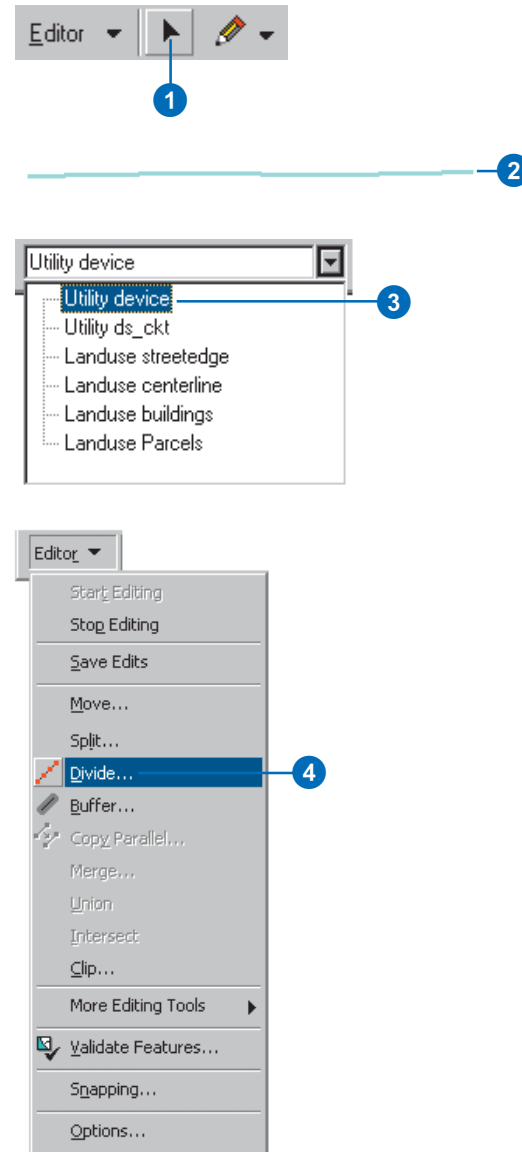 Editor
1
2
Utility device
Utility device
3
Utility ds_ckt
Landuse streetedge
Landuse centerline
Landuse buildings
Landuse Parcels
Editor
Start Editing
Stop Editing
Save Edits
Move...
Split...
Divide...
4
Buffer...
Copy Parallel...
Merge...
Union
Intersect
Clip...
More Editing Tools
Validate Features...
Snapping...
Options...